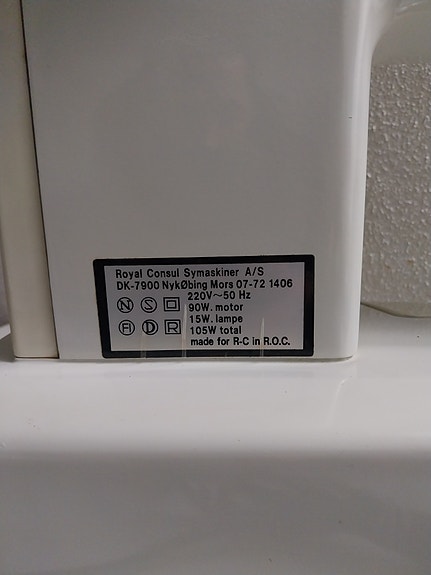 Royal Consul Symaskiner A/S
DK-7900 NykØbing Mors 07-72 1406
220V~50 Hz
N S 90W. motor
15W. lampe
FI D R 105W total
made for R-C in R.O.C.